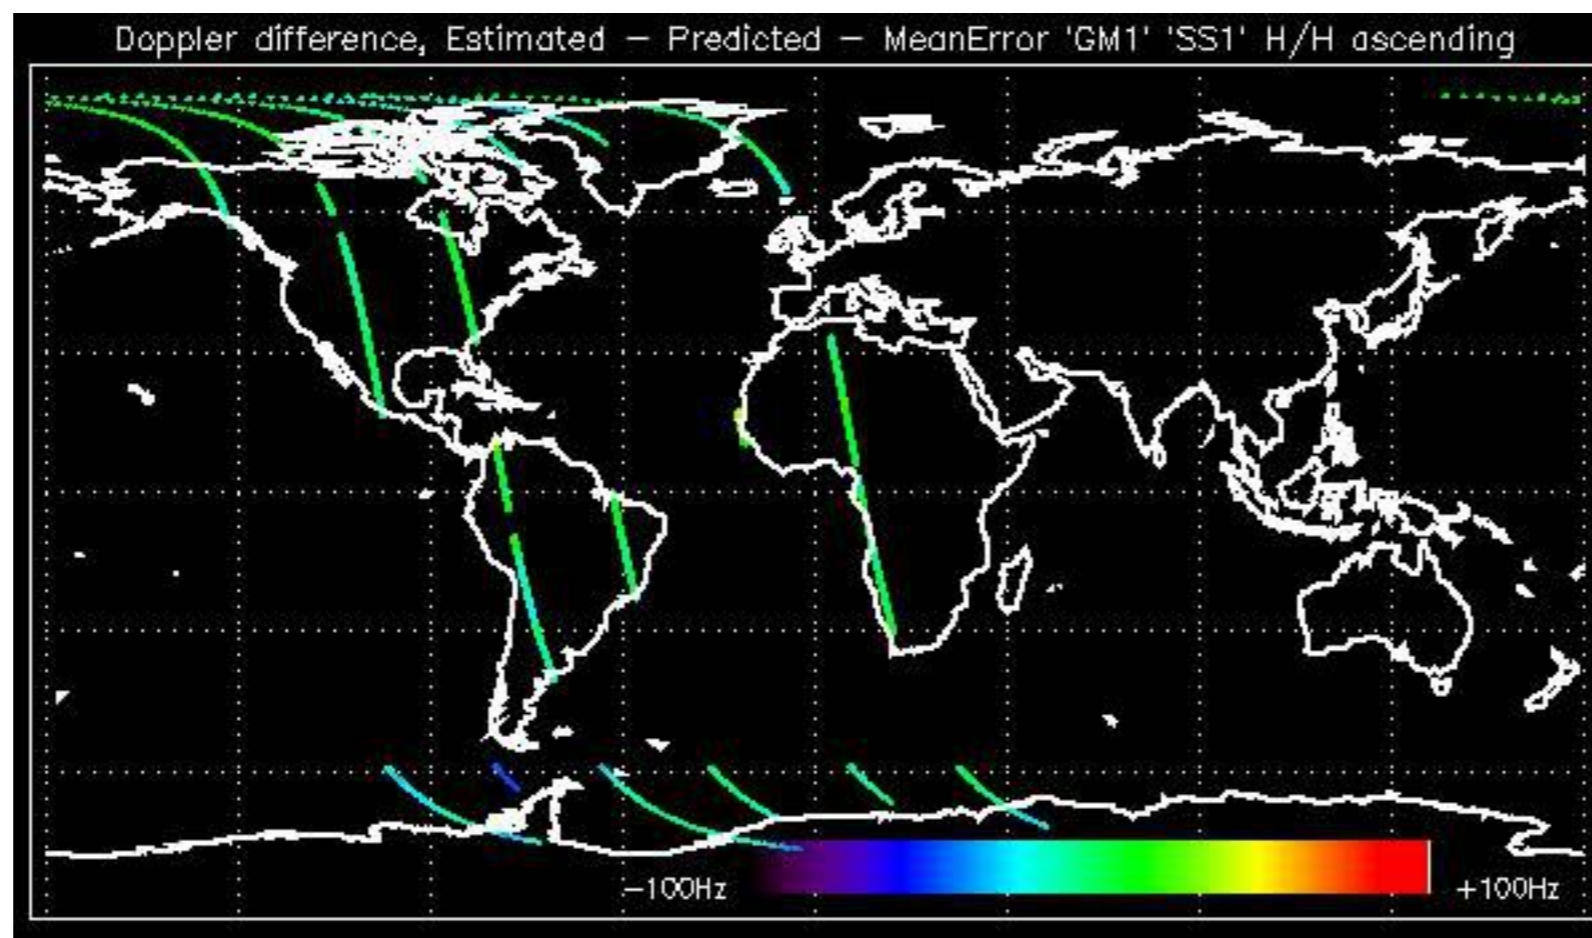 Doppler difference, Estimated − Predicted − MeanError 'GM1' 'SS1' H/H ascending
−100Hz +100Hz